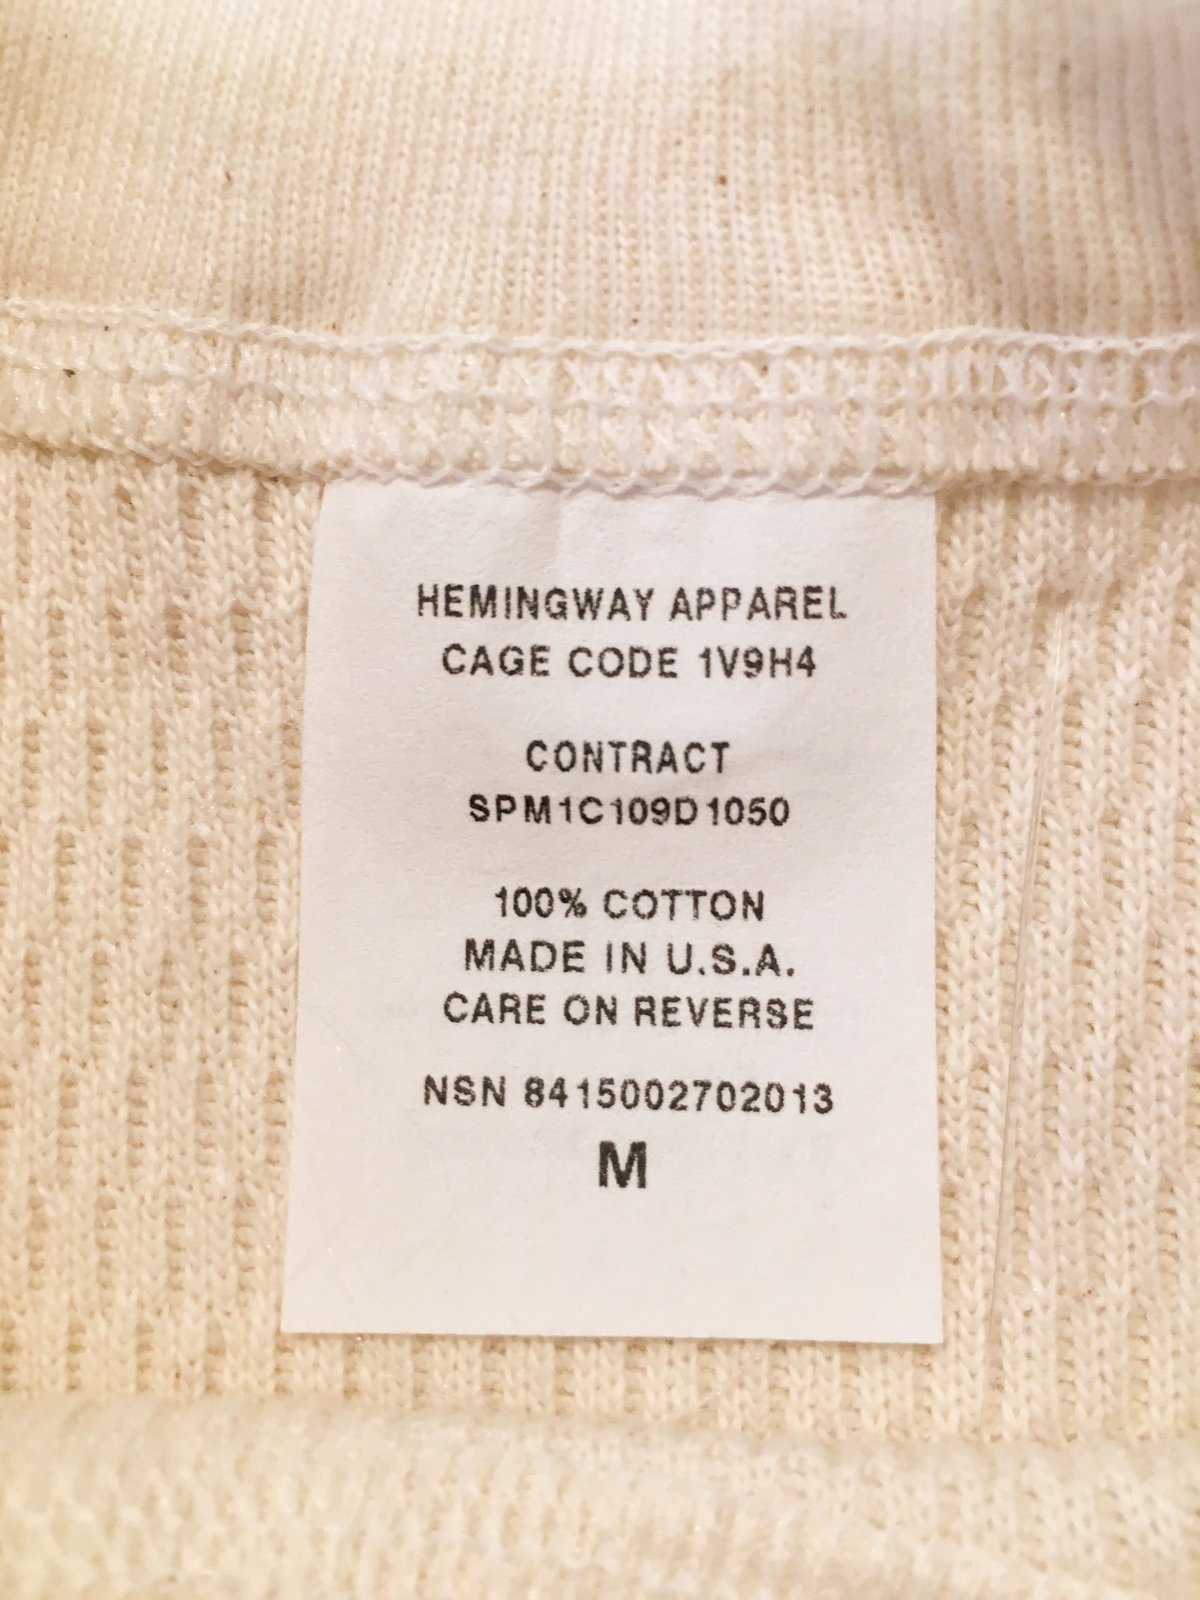 HEMINGWAY APPAREL
CAGE CODE 1V9H4
CONTRACT
SPM1C109D1050
100% COTTON
MADE IN U.S.A.
CARE ON REVERSE
NSN 8415002702013
M